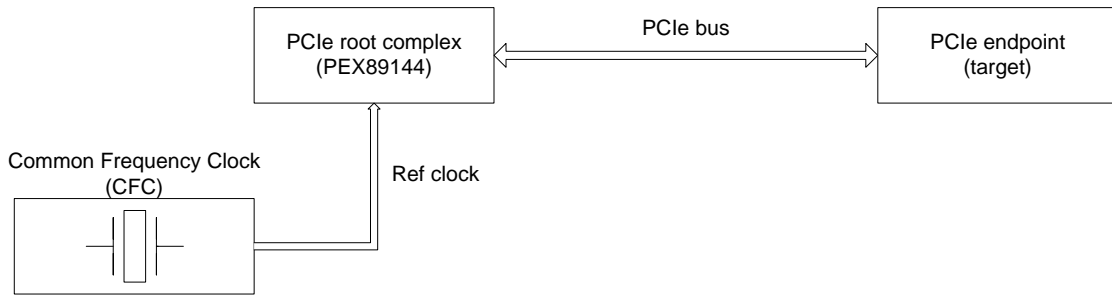 PCIe root complex
(PEX89144)
PCIe bus
PCIe endpoint
(target)
Common Frequency Clock
(CFC)
Ref clock